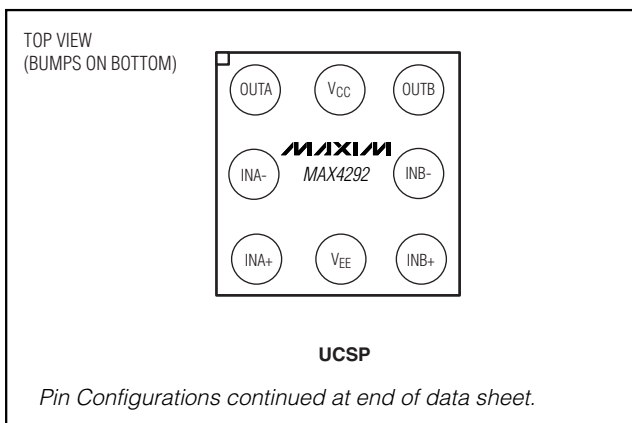 TOP VIEW
(BUMPS ON BOTTOM)
OUTA VCC OUTB
MAXIM
INA- MAX4292 INB-
INA+ VEE INB+
UCSP
Pin Configurations continued at end of data sheet.